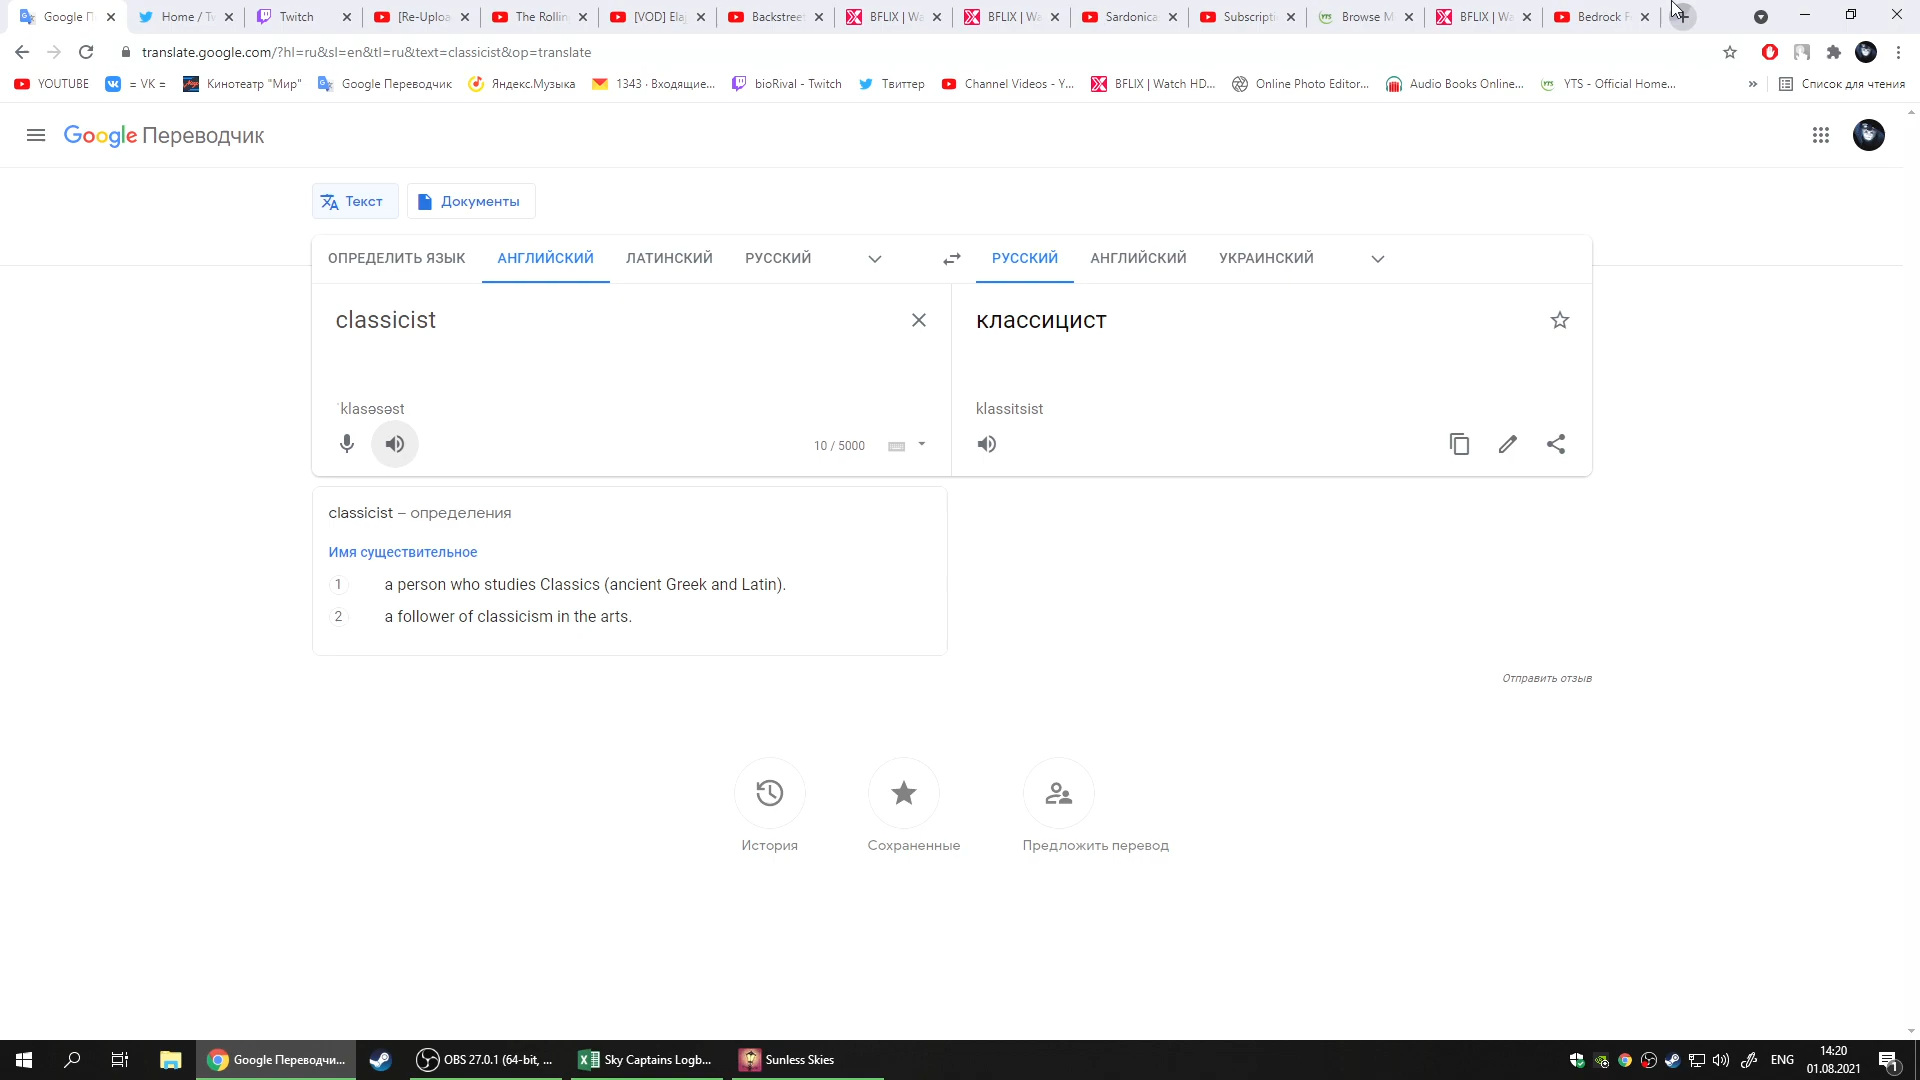 Google П
Home / Tw
Twitch
[Re-Uploa
The Rollin
[VOD] Ela
Backstreet
BFLIX | Wa
BFLIX | Wa
Sardonica
Subscripti
Browse M
BFLIX | Wa
Bedrock F
translate.google.com/?hl=ru&sl=en&tl=ru&text=classicist&op=translate
YOUTUBE
= VK =
Кинотеатр "Мир"
Google Переводчик
Яндекс.Музыка
1343 · Входящие...
bioRival - Twitch
Твиттер
Channel Videos - Y...
BFLIX | Watch HD...
Online Photo Editor...
Audio Books Online...
YTS - Official Home...
»
Список для чтения
Google Переводчик
Текст
Документы
ОПРЕДЕЛИТЬ ЯЗЫК
АНГЛИЙСКИЙ
ЛАТИНСКИЙ
РУССКИЙ
РУССКИЙ
АНГЛИЙСКИЙ
УКРАИНСКИЙ
classicist
классицист
ˈklasəsəst
klassitsist
10 / 5000
classicist – определения
Имя существительное
1 a person who studies Classics (ancient Greek and Latin).
2 a follower of classicism in the arts.
Отправить отзыв
История
Сохраненные
Предложить перевод
Google Переводчи...
OBS 27.0.1 (64-bit, ...
Sky Captains Logb...
Sunless Skies
ENG
14:20
01.08.2021
1